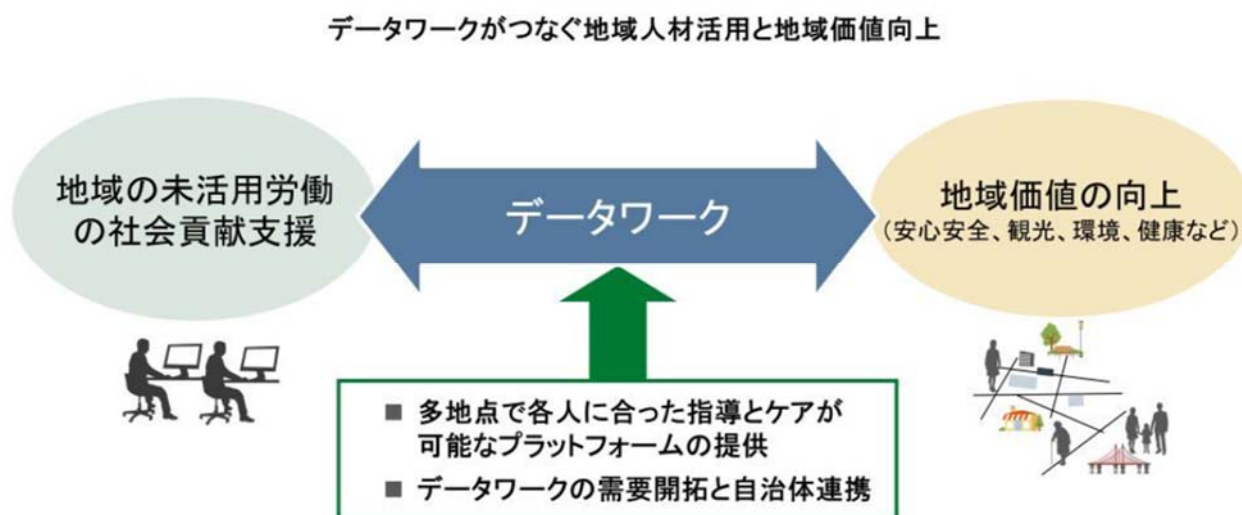 データワークがつなぐ地域人材活用と地域価値向上
地域の未活用労働
の社会貢献支援
データワーク
地域価値の向上
(安心安全、観光、環境、健康など)
■ 多地点で各人に合った指導とケアが
可能なプラットフォームの提供
■ データワークの需要開拓と自治体連携